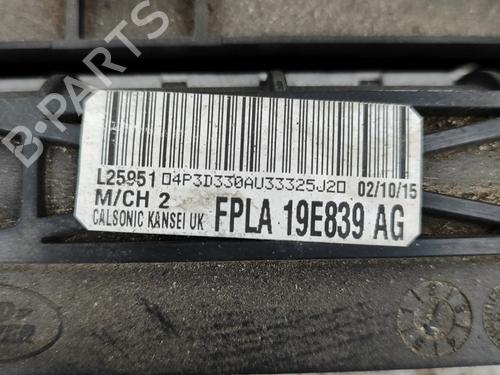 B-PARTS
L25951 04P3D330AU33325J20 02/10/15
M/CH 2
CALSONIC KANSEI UK FPLA 19E839 AG